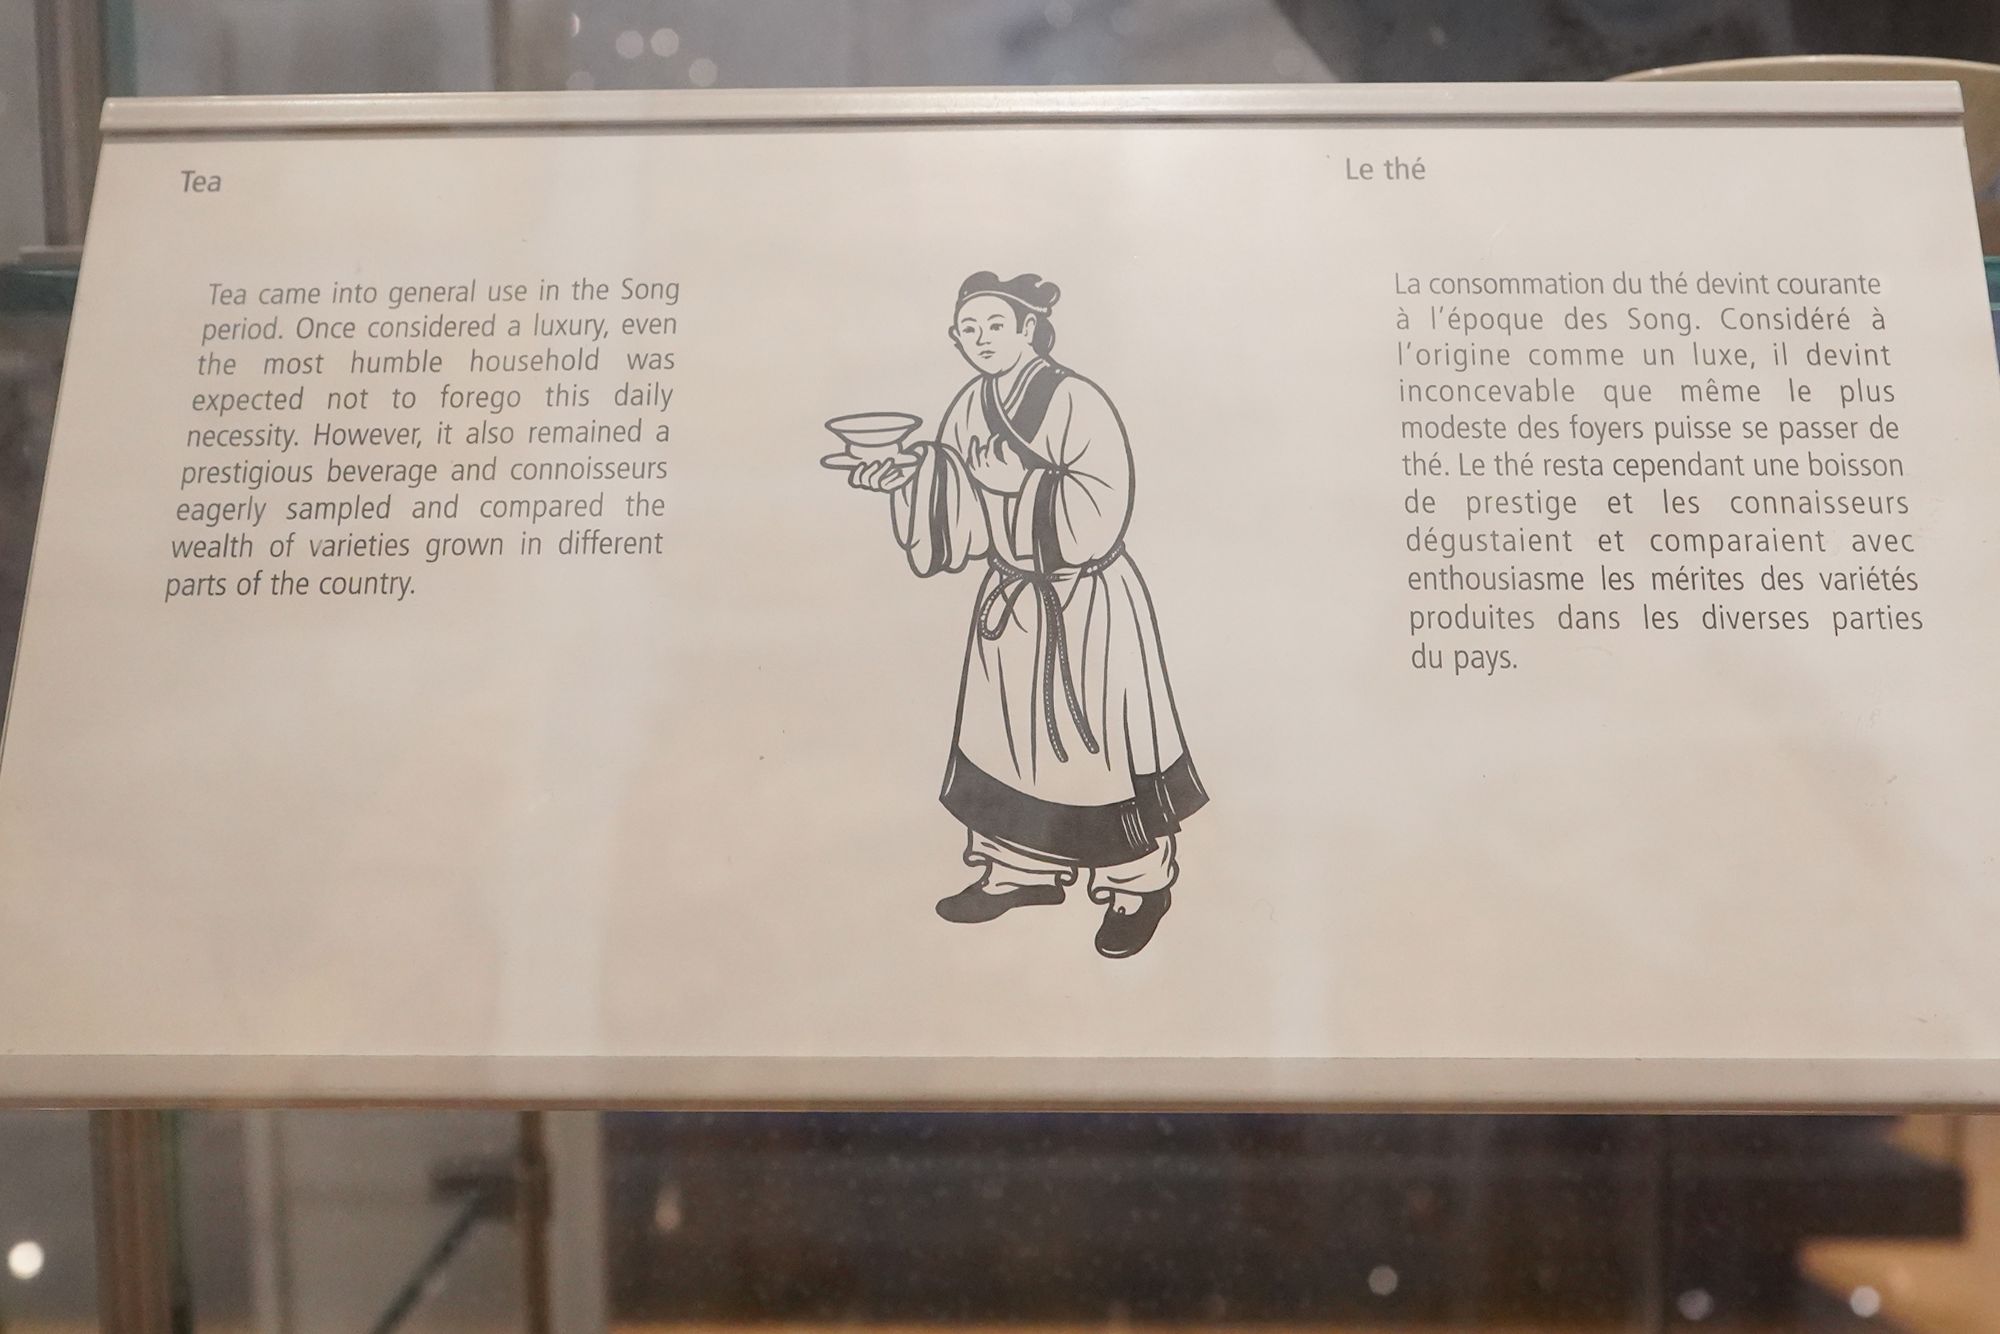 Tea
Tea came into general use in the Song
period. Once considered a luxury, even
the most humble household was
expected not to forego this daily
necessity. However, it also remained a
prestigious beverage and connoisseurs
eagerly sampled and compared the
wealth of varieties grown in different
parts of the country.
Le thé
La consommation du thé devint courante
à l'époque des Song. Considéré à
l'origine comme un luxe, il devint
inconcevable que même le plus
modeste des foyers puisse se passer de
thé. Le thé resta cependant une boisson
de prestige et les connaisseurs
dégustaient et comparaient avec
enthousiasme les mérites des variétés
produites dans les diverses parties
du pays.